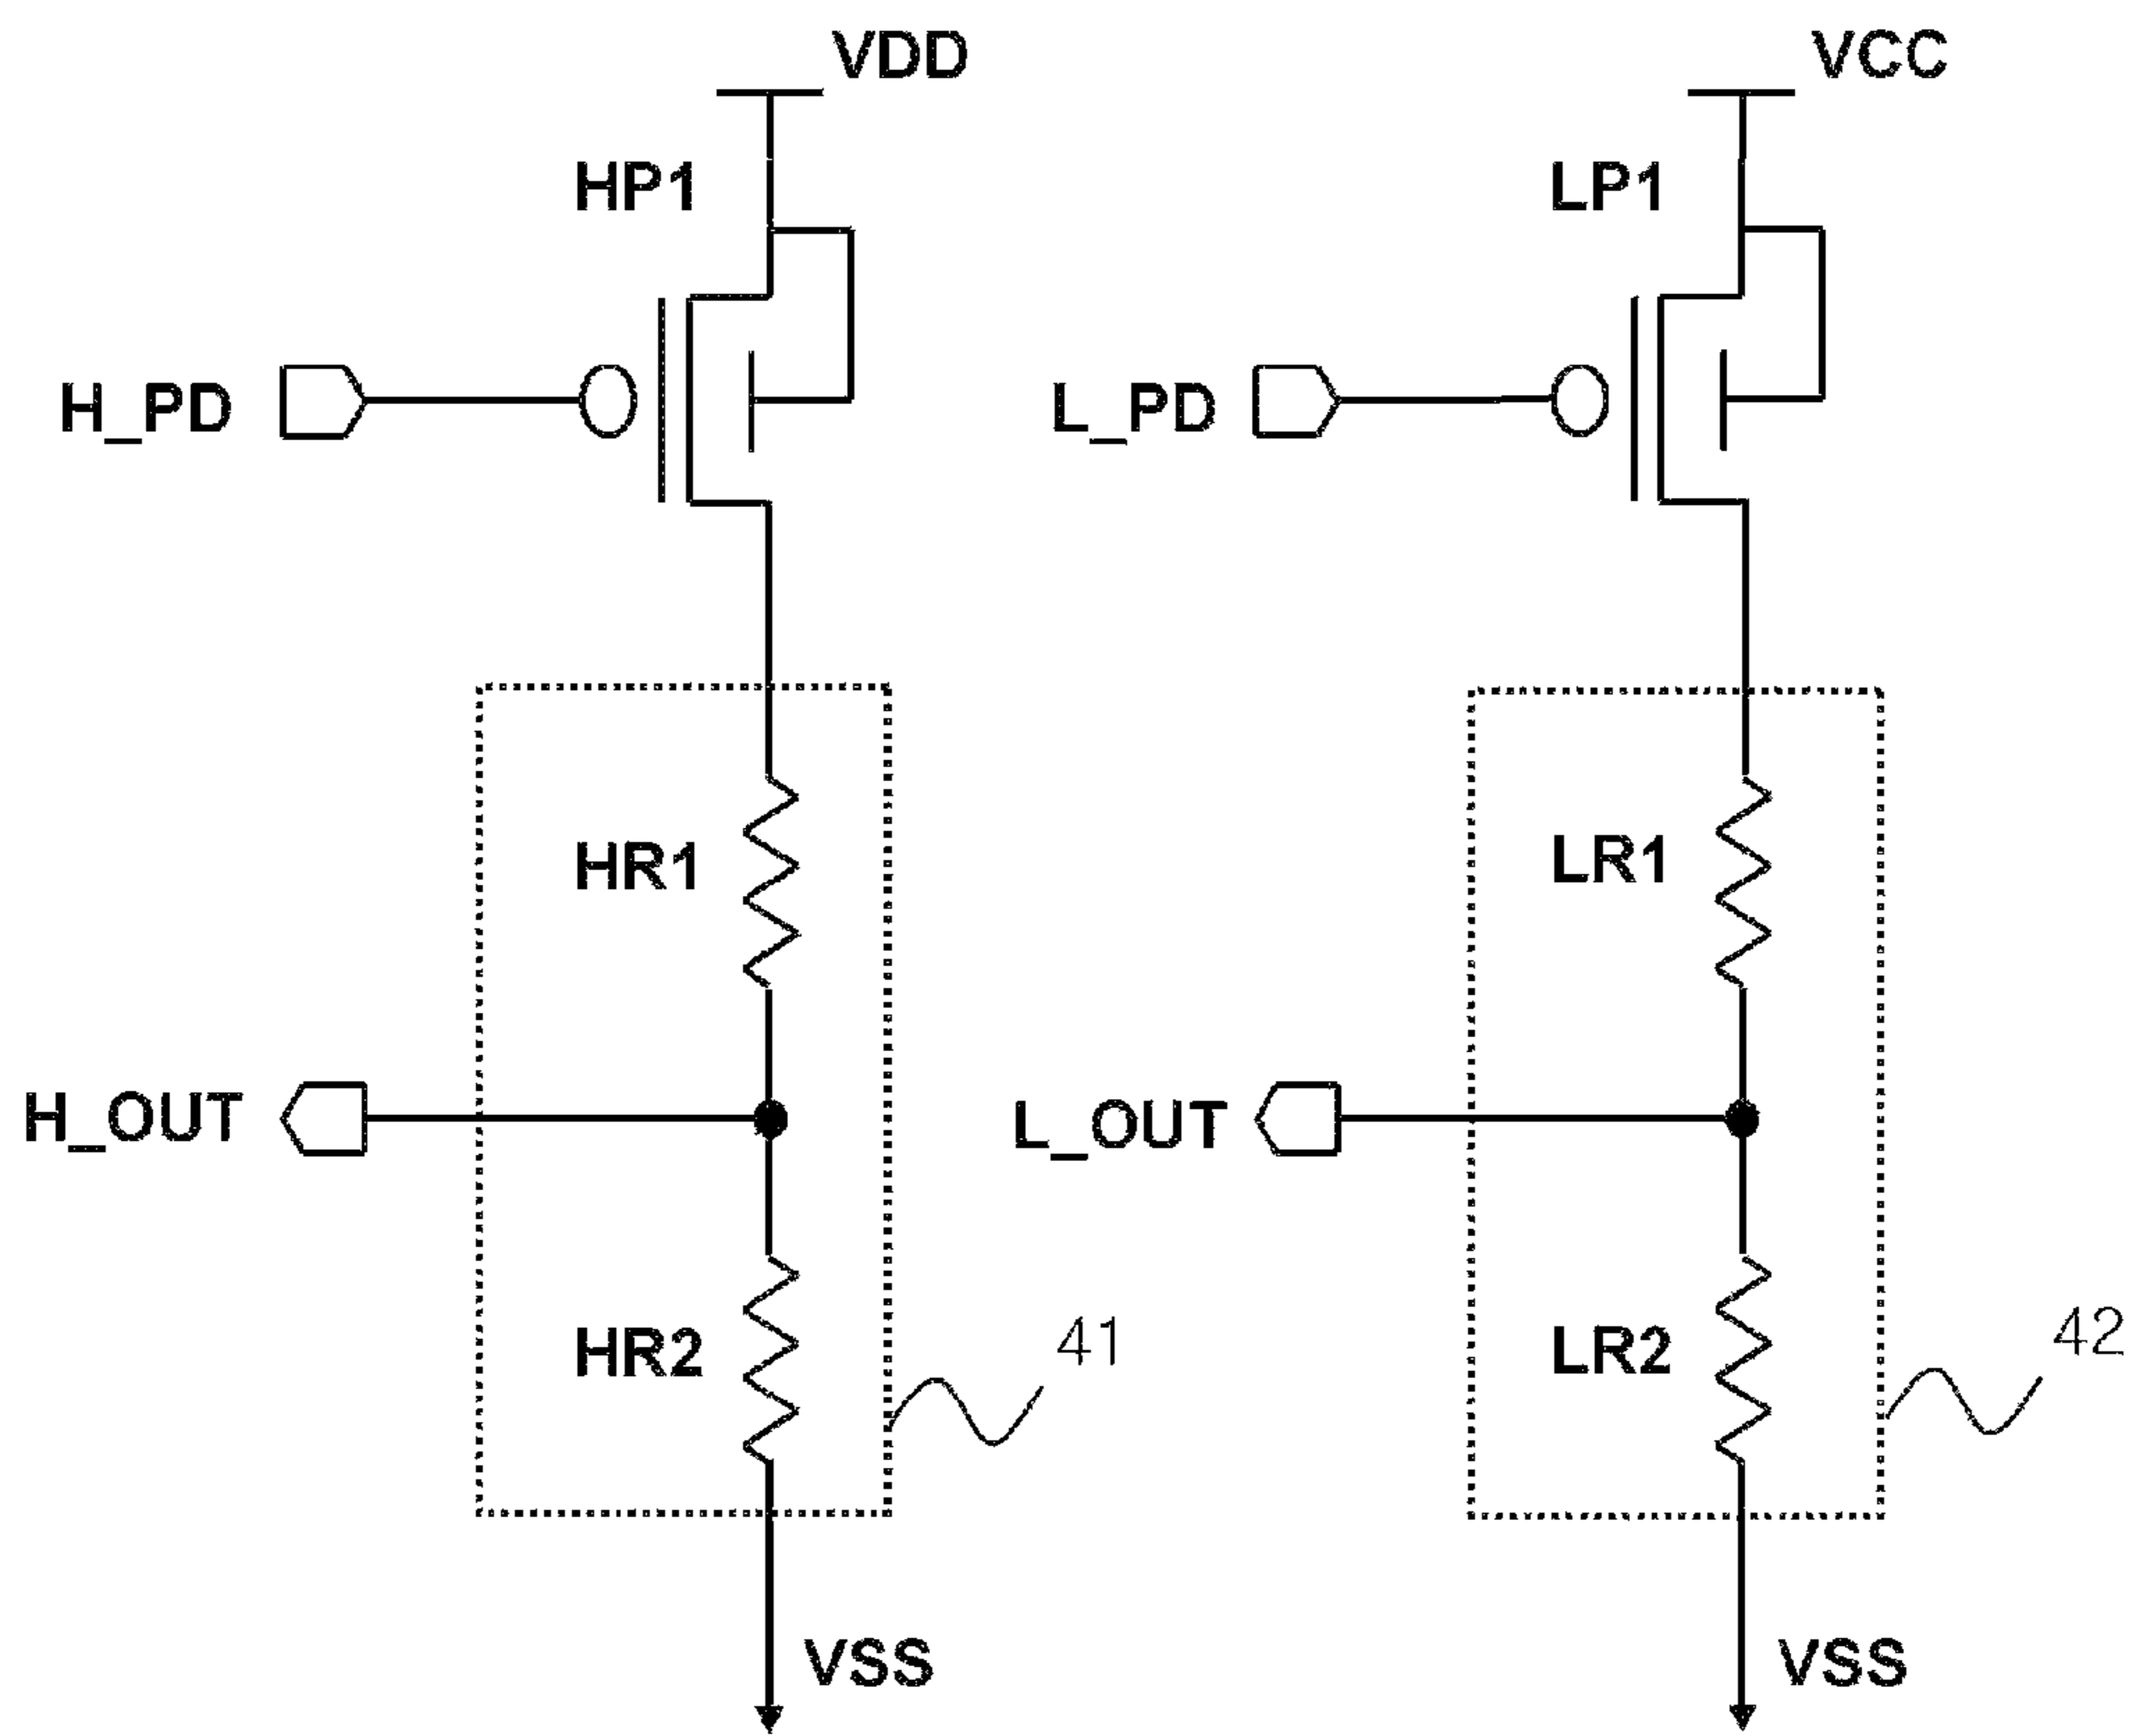 VDD
HP1
H_PD
HR1
H_OUT
HR2
41
VSS
VCC
LP1
L_PD
LR1
L_OUT
LR2
42
VSS